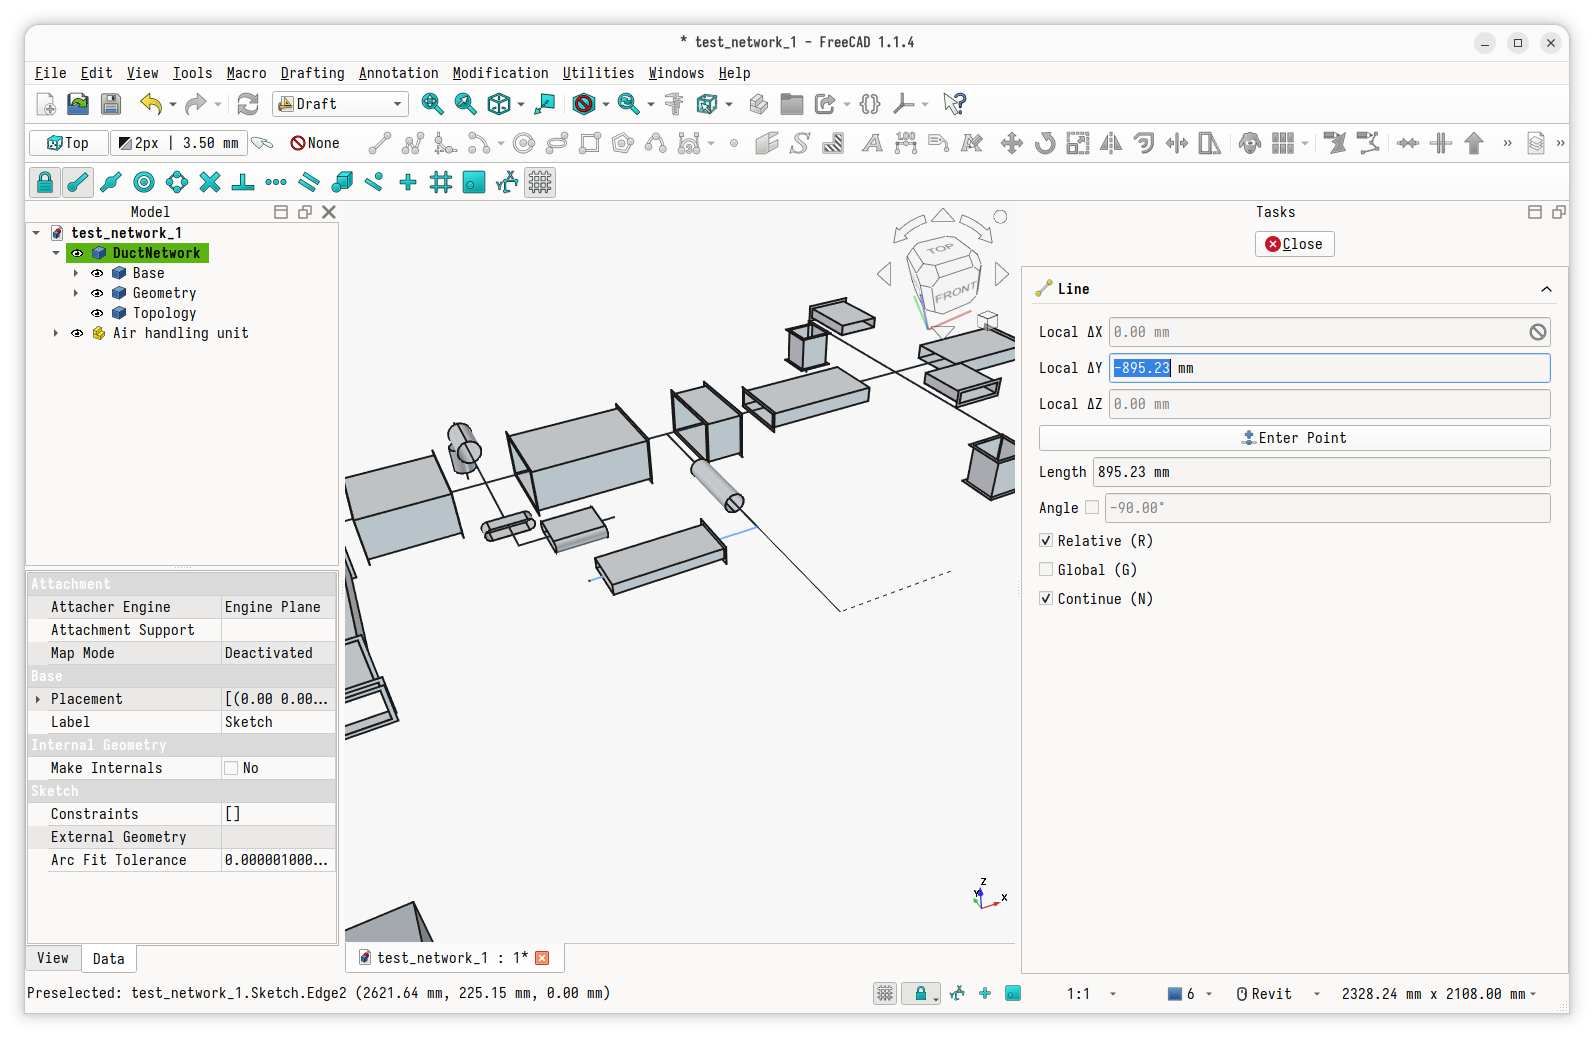 * test_network_1 - FreeCAD 1.1.4
File Edit View Tools Macro Drafting Annotation Modification Utilities Windows Help
Draft
Top
2px | 3.50 mm
None
Model
test_network_1
DuctNetwork
Base
Geometry
Topology
Air handling unit
Attachment
Attacher Engine Engine Plane
Attachment Support
Map Mode Deactivated
Base
Placement [(0.00 0.00...
Label Sketch
Internal Geometry
Make Internals No
Sketch
Constraints []
External Geometry
Arc Fit Tolerance 0.000001000...
View Data
TOP
FRONT
Z
Y
X
test_network_1 : 1*
Tasks
Close
Line
Local ΔX 0.00 mm
Local ΔY -895.23 mm
Local ΔZ 0.00 mm
Enter Point
Length 895.23 mm
Angle -90.00°
Relative (R)
Global (G)
Continue (N)
Preselected: test_network_1.Sketch.Edge2 (2621.64 mm, 225.15 mm, 0.00 mm)
1:1
6
Revit
2328.24 mm x 2108.00 mm